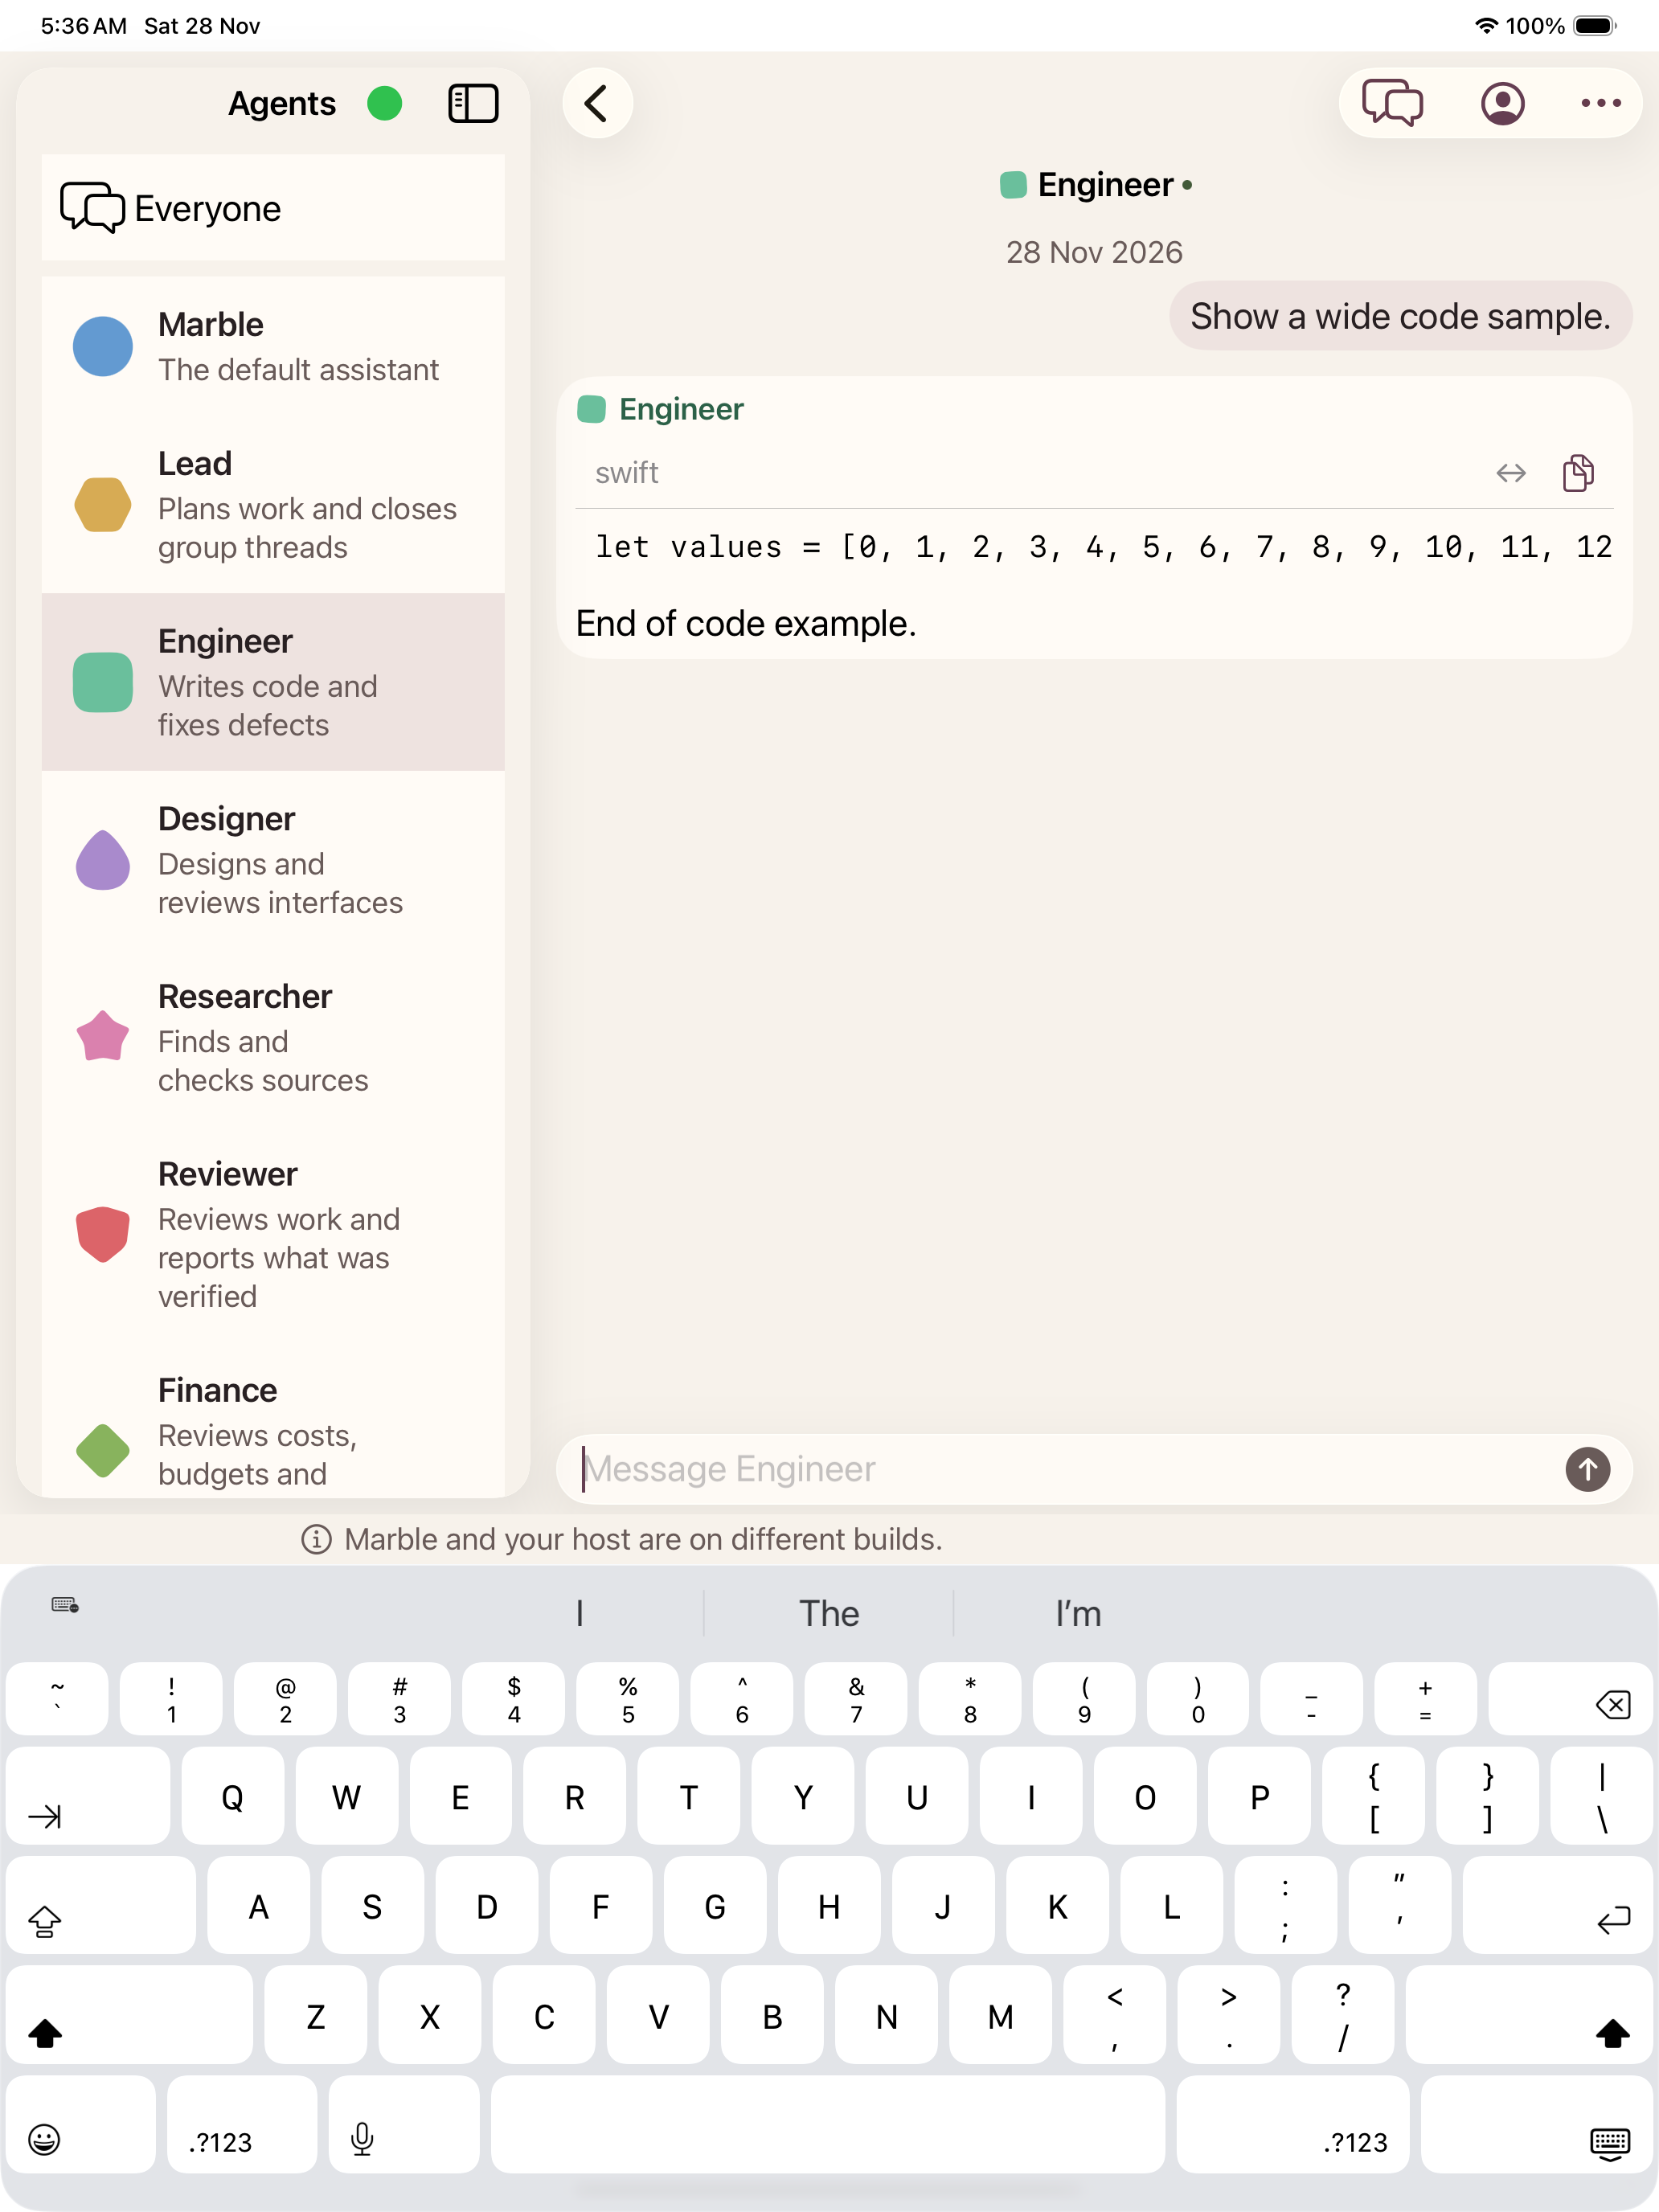 5:36 AM Sat 28 Nov
100%
Agents
Everyone
Marble
The default assistant
Lead
Plans work and closes
group threads
Engineer
Writes code and
fixes defects
Designer
Designs and
reviews interfaces
Researcher
Finds and
checks sources
Reviewer
Reviews work and
reports what was
verified
Finance
Reviews costs,
budgets and
Engineer
28 Nov 2026
Show a wide code sample.
Engineer
swift
let values = [0, 1, 2, 3, 4, 5, 6, 7, 8, 9, 10, 11, 12
End of code example.
Message Engineer
Marble and your host are on different builds.
I The I’m
~ ! @ # $ % ^ & * ( ) _ +
` 1 2 3 4 5 6 7 8 9 0 - =
Q W E R T Y U I O P { } |
[ ] \
A S D F G H J K L : "
; '
Z X C V B N M < > ?
, . /
.?123 .?123